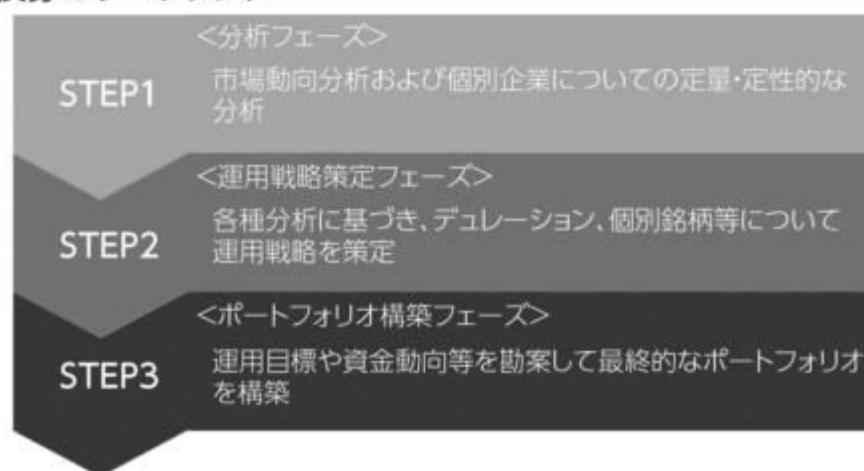 <分析フェーズ>
STEP1
市場動向分析および個別企業についての定量・定性的な
分析
<運用戦略策定フェーズ>
STEP2
各種分析に基づき、デュレーション、個別銘柄等について
運用戦略を策定
<ポートフォリオ構築フェーズ>
STEP3
運用目標や資金動向等を勘案して最終的なポートフォリオ
を構築